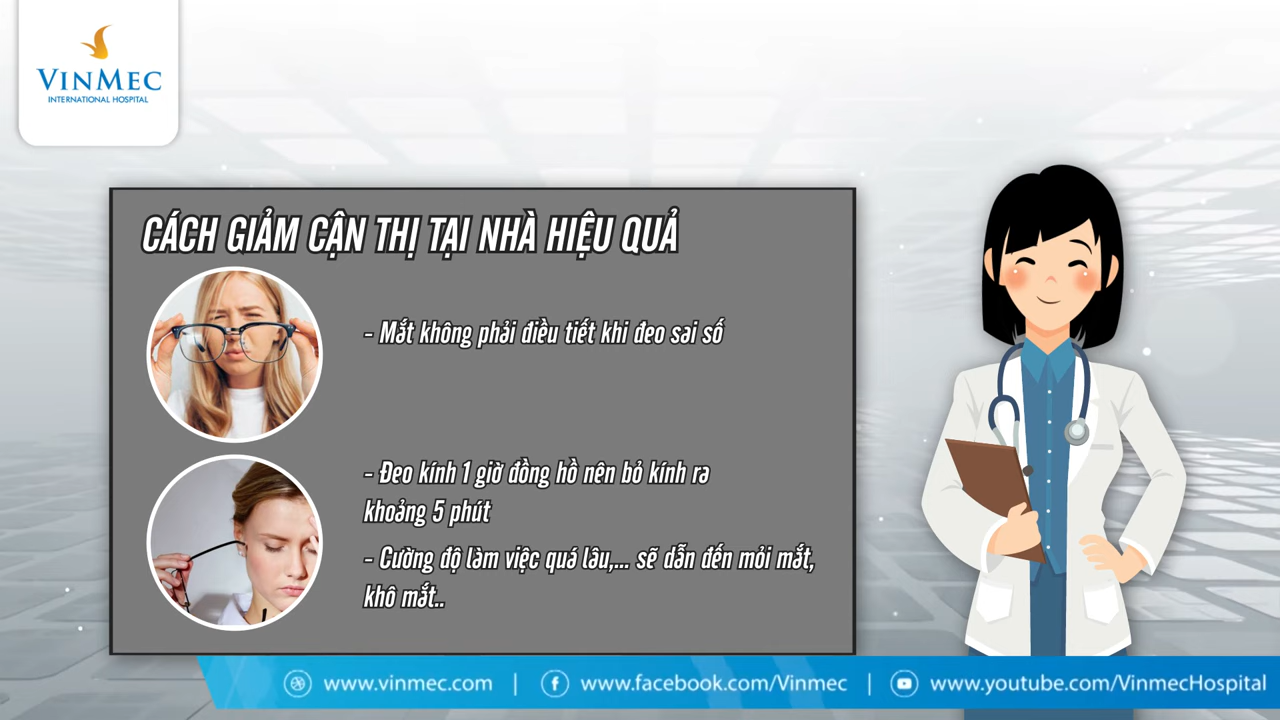 VINMEC
INTERNATIONAL HOSPITAL
CÁCH GIẢM CẬN THỊ TẠI NHÀ HIỆU QUẢ
- Mắt không phải điều tiết khi đeo sai số
- Đeo kính 1 giờ đồng hồ nên bỏ kính ra
khoảng 5 phút
- Cường độ làm việc quá lâu,... sẽ dẫn đến mỏi mắt,
khô mắt..
www.vinmec.com | www.facebook.com/Vinmec | www.youtube.com/VinmecHospital